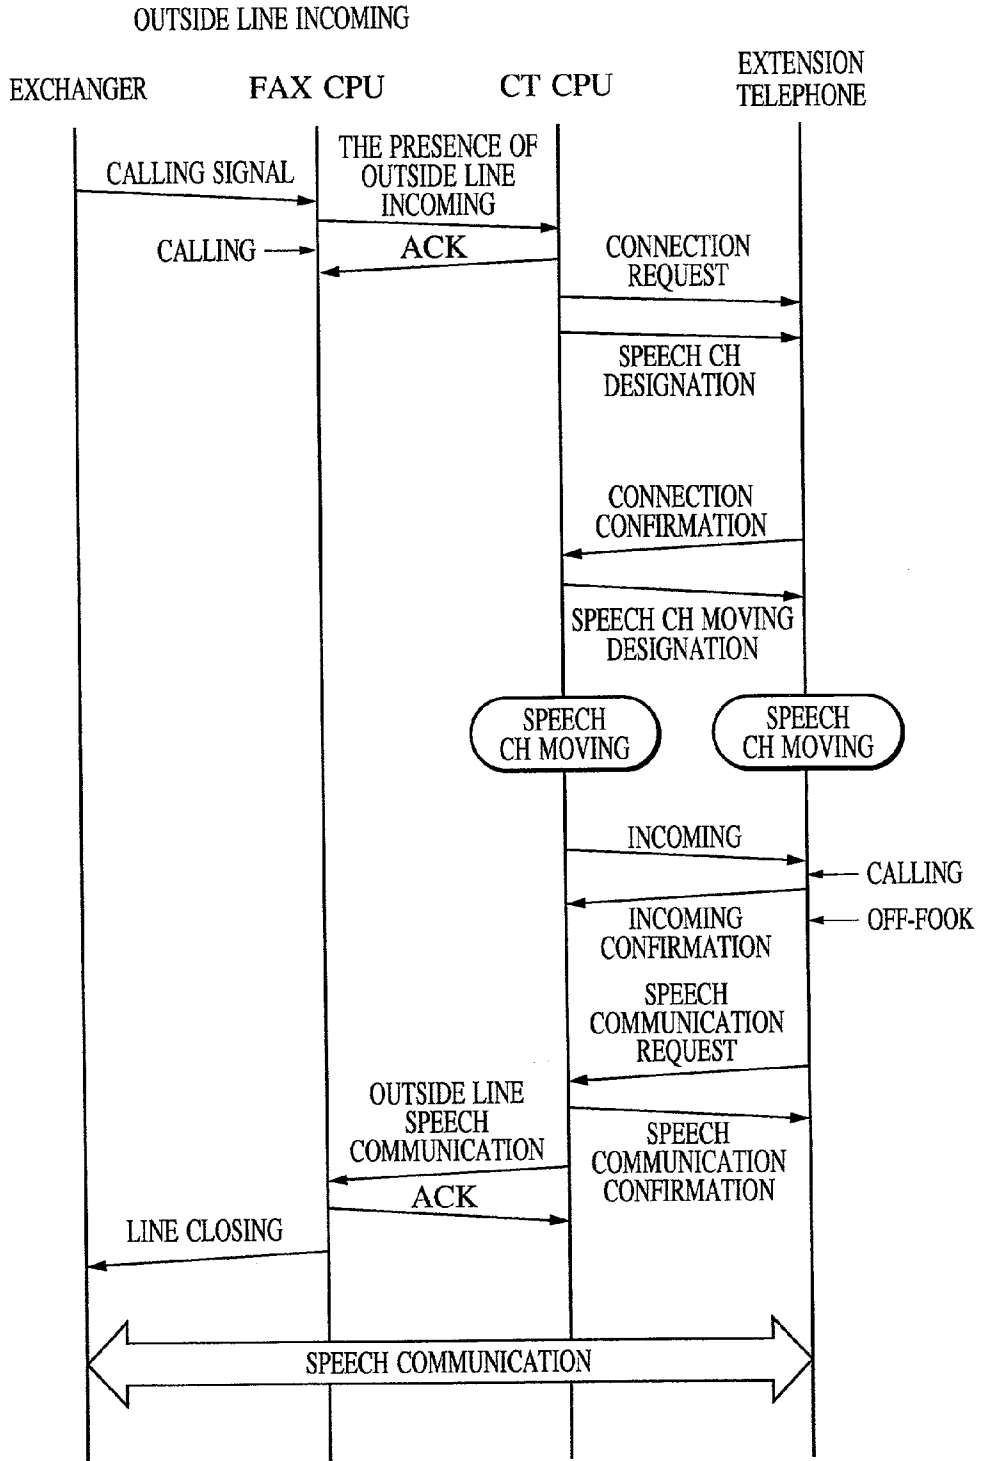 OUTSIDE LINE INCOMING
EXCHANGER
FAX CPU
CT CPU
EXTENSION
TELEPHONE
CALLING SIGNAL
THE PRESENCE OF
OUTSIDE LINE
INCOMING
CALLING
ACK
CONNECTION
REQUEST
SPEECH CH
DESIGNATION
CONNECTION
CONFIRMATION
SPEECH CH MOVING
DESIGNATION
SPEECH
CH MOVING
SPEECH
CH MOVING
INCOMING
CALLING
INCOMING
CONFIRMATION
OFF-FOOK
SPEECH
COMMUNICATION
REQUEST
OUTSIDE LINE
SPEECH
COMMUNICATION
SPEECH
COMMUNICATION
CONFIRMATION
ACK
LINE CLOSING
SPEECH COMMUNICATION